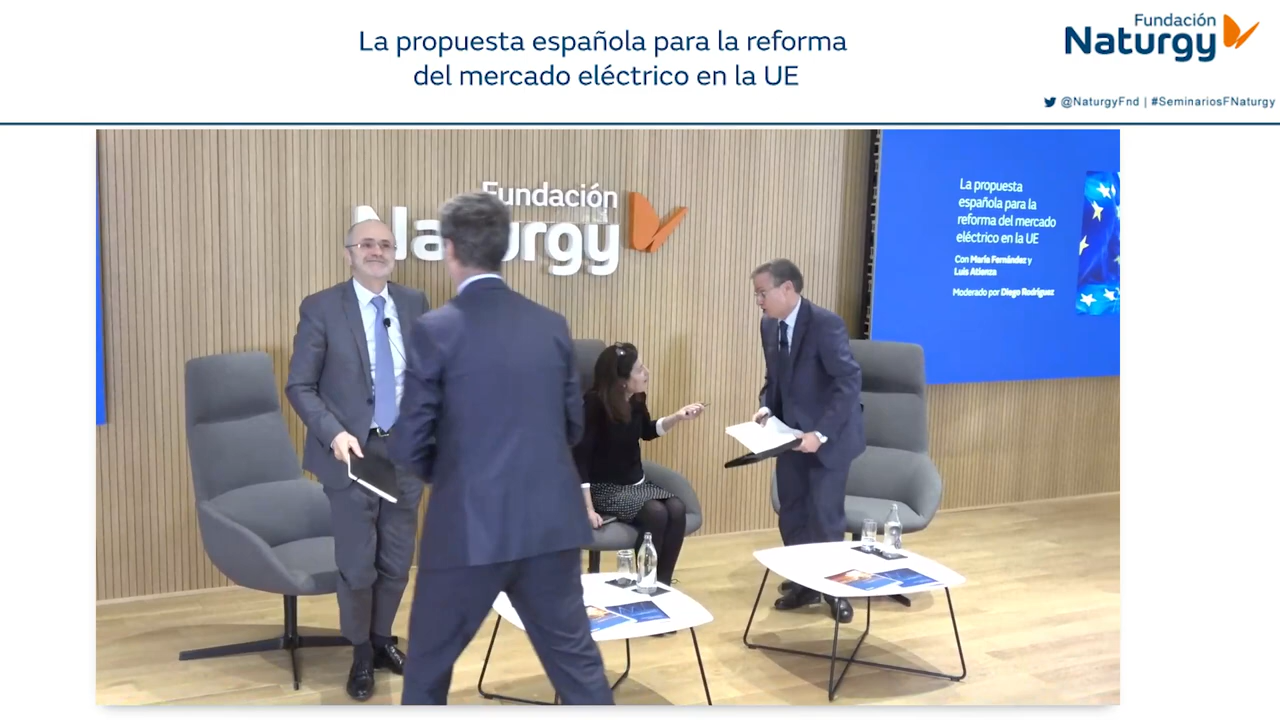 La propuesta española para la reforma
del mercado eléctrico en la UE
Fundación
Naturgy
@NaturgyFnd | #SeminariosFNaturgy
Fundación
Naturgy
La propuesta
española para la
reforma del mercado
eléctrico en la UE
Con María Fernández y
Luis Atienza
Moderado por Diego Rodríguez